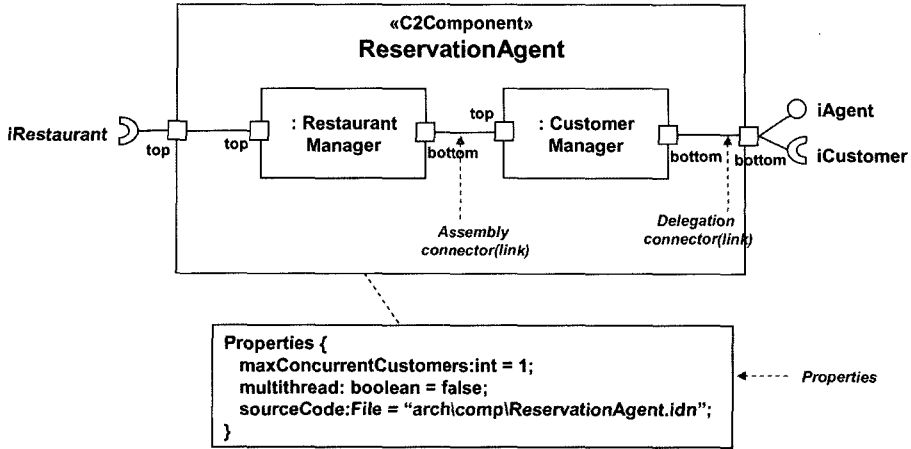 «C2Component»
ReservationAgent
iRestaurant
top
top
: Restaurant
Manager
bottom
top
: Customer
Manager
bottom
bottom
iAgent
iCustomer
Assembly
connector(link)
Delegation
connector(link)
Properties {
maxConcurrentCustomers:int = 1;
multithread: boolean = false;
sourceCode:File = “arch\comp\ReservationAgent.idn”;
}
Properties